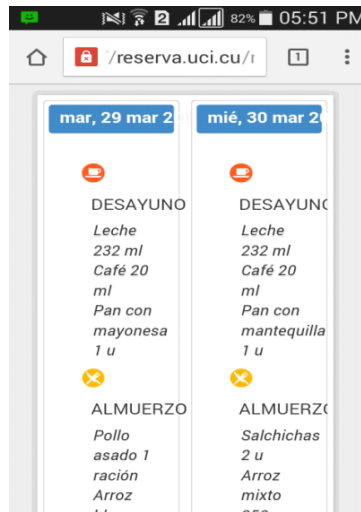 2 82% 05:51 PM
/reserva.uci.cu/r 1
mar, 29 mar 2
DESAYUNO
Leche
232 ml
Café 20
ml
Pan con
mayonesa
1 u
ALMUERZO
Pollo
asado 1
ración
Arroz
mié, 30 mar 20
DESAYUNO
Leche
232 ml
Café 20
ml
Pan con
mantequilla
1 u
ALMUERZO
Salchichas
2 u
Arroz
mixto